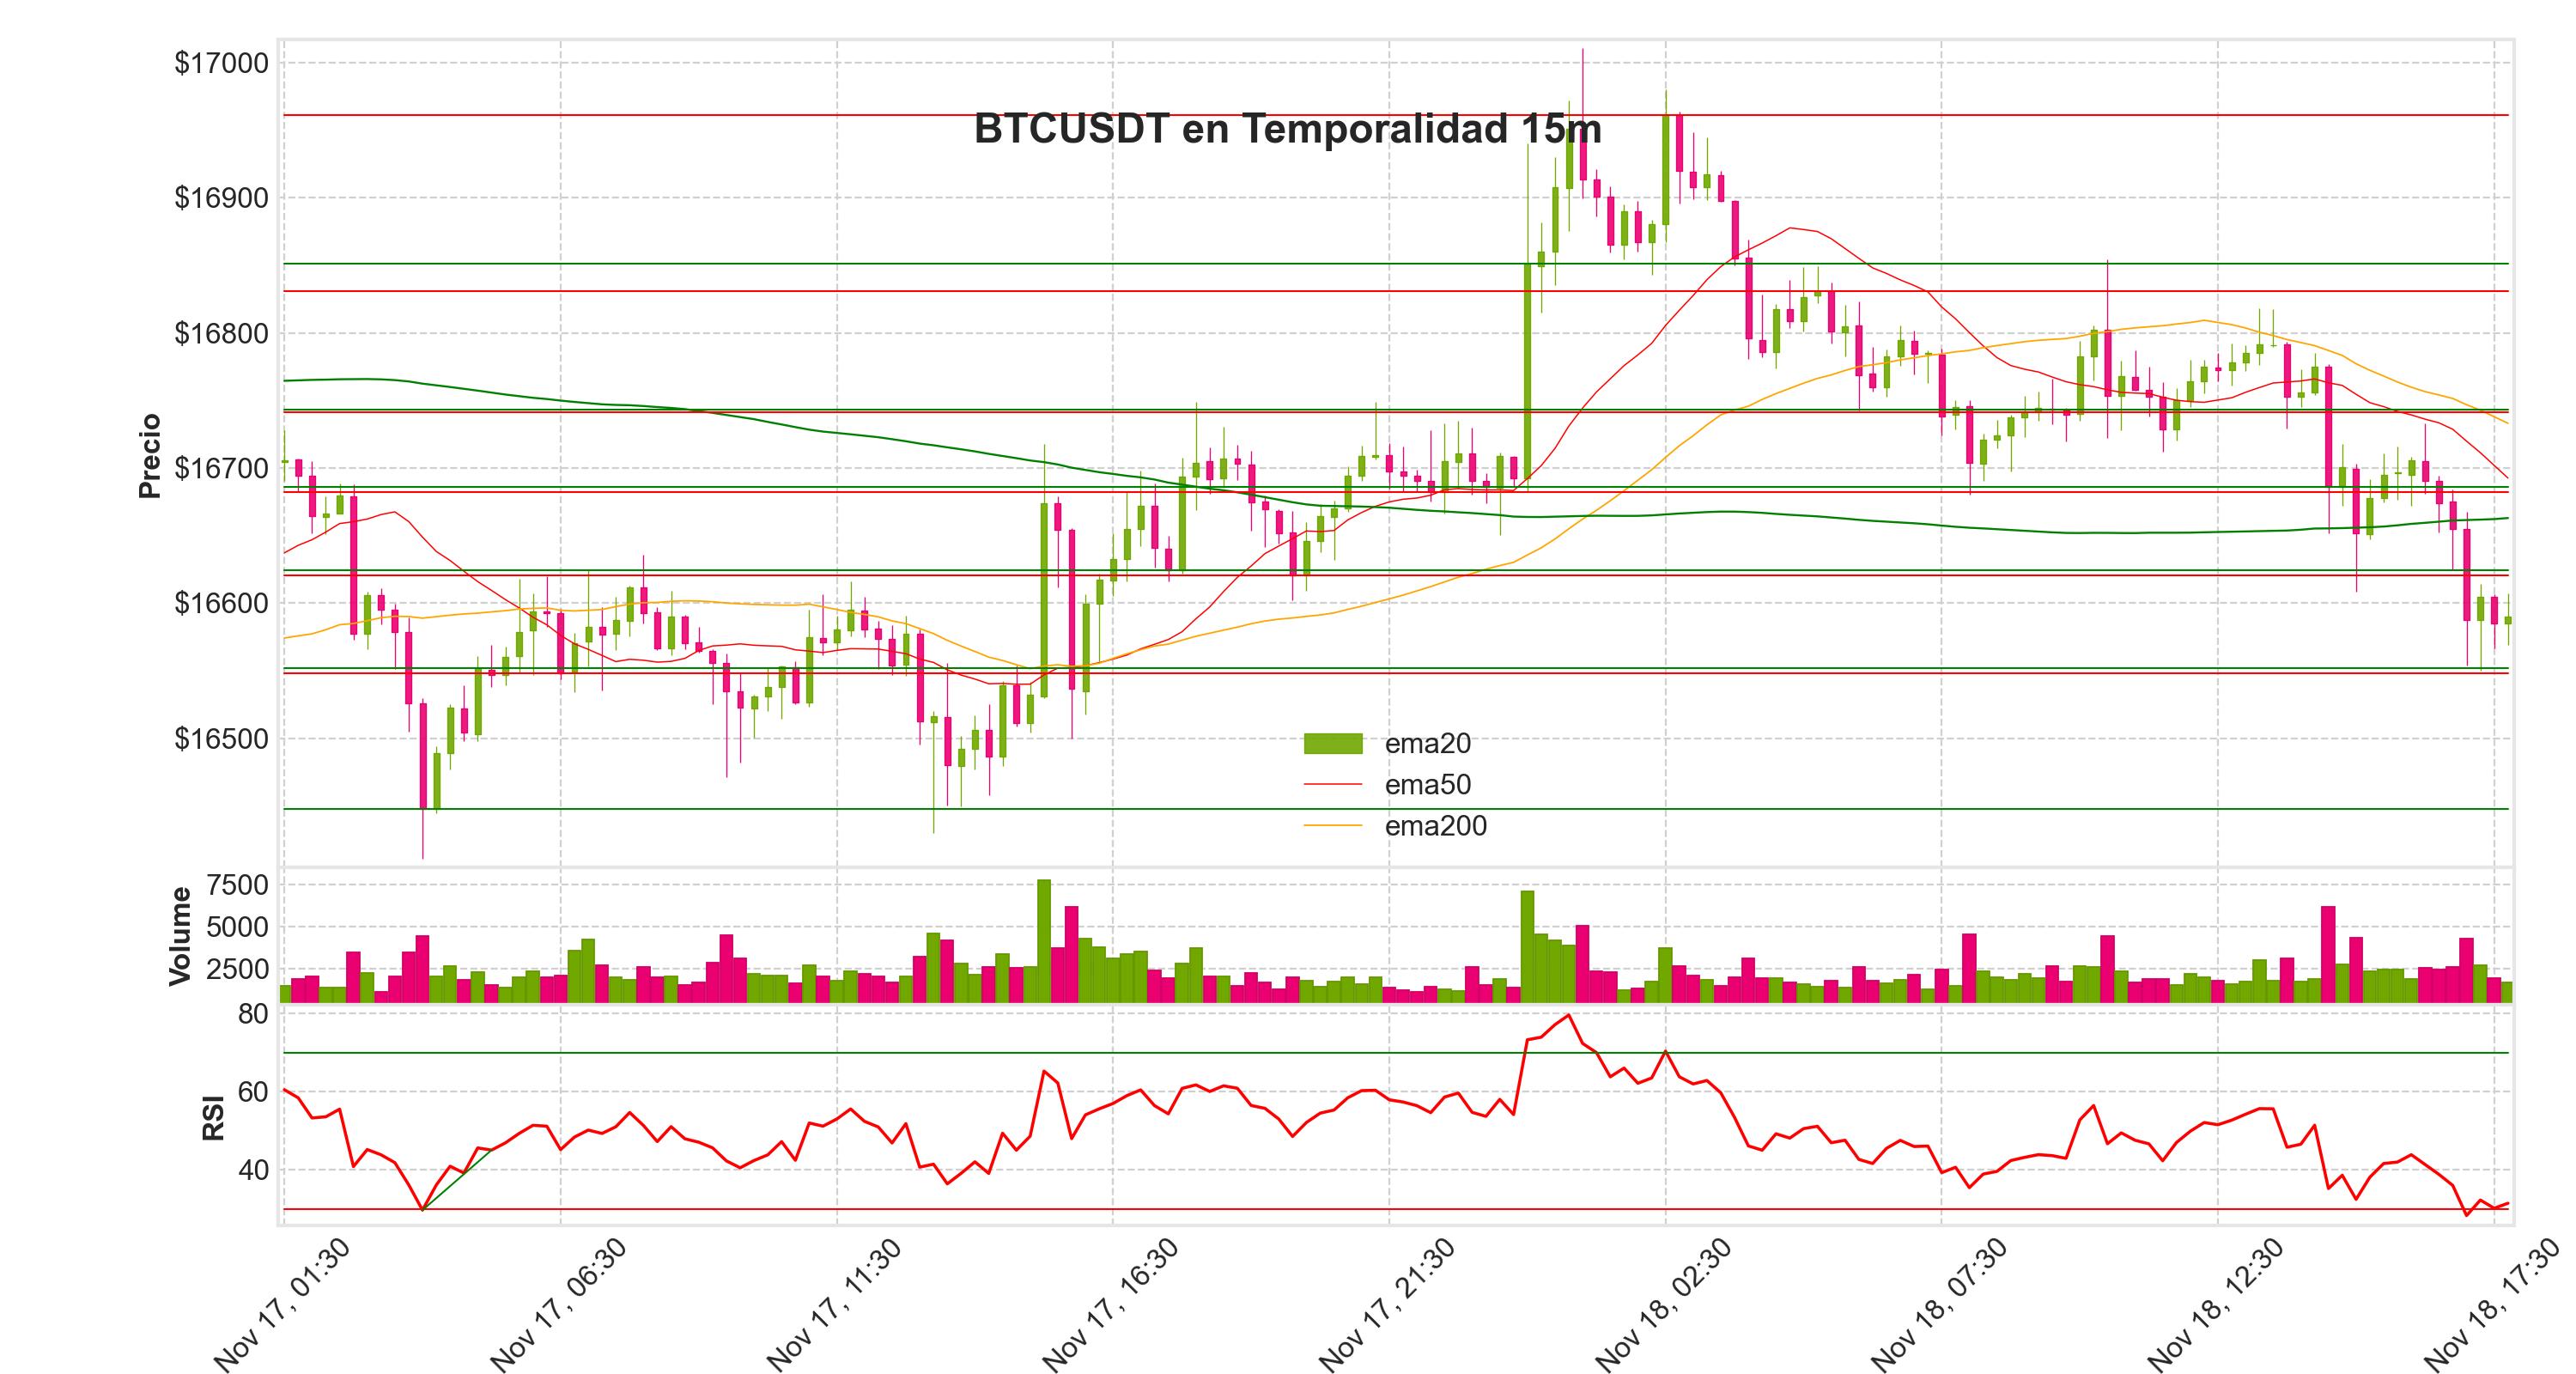 BTCUSDT en Temporalidad 15m
Precio
$17000
$16900
$16800
$16700
$16600
$16500
ema20
ema50
ema200
Volume
7500
5000
2500
RSI
80
60
40
Nov 17, 01:30
Nov 17, 06:30
Nov 17, 11:30
Nov 17, 16:30
Nov 17, 21:30
Nov 18, 02:30
Nov 18, 07:30
Nov 18, 12:30
Nov 18, 17:30